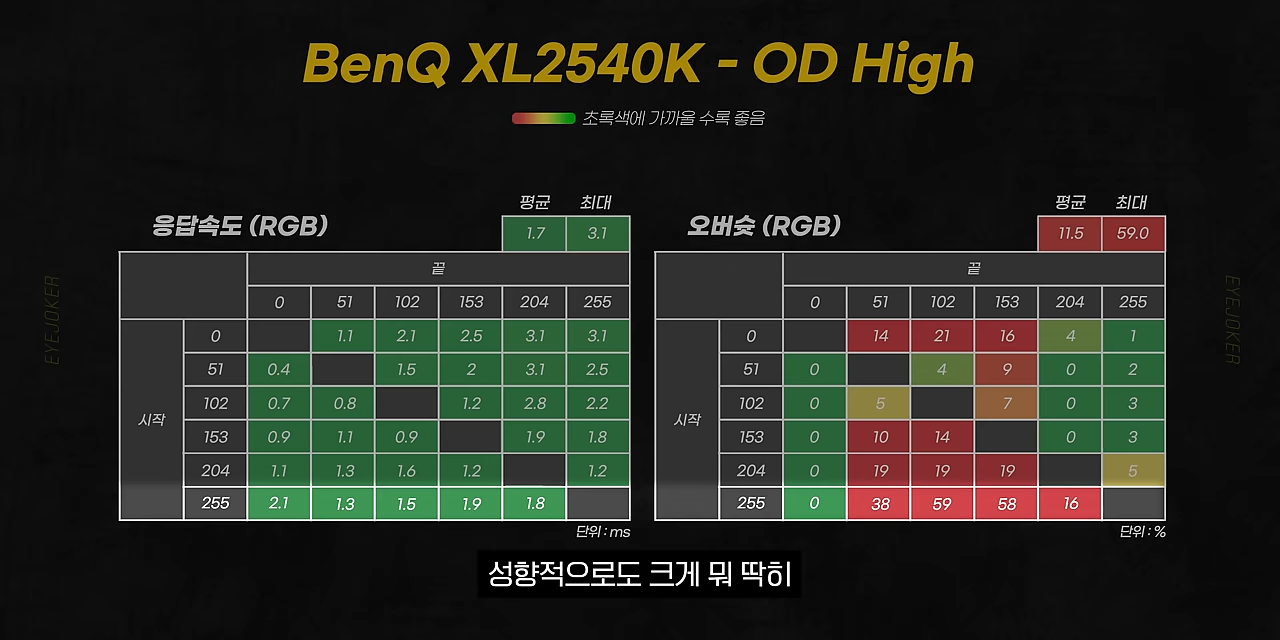 BenQ XL2540K - OD High
초록색에 가까울 수록 좋음
응답속도 (RGB)
평균 최대
1.7 3.1
끝
0 51 102 153 204 255
시작
0 1.1 2.1 2.5 3.1 3.1
51 0.4 1.5 2 3.1 2.5
102 0.7 0.8 1.2 2.8 2.2
153 0.9 1.1 0.9 1.9 1.8
204 1.1 1.3 1.6 1.2 1.2
255 2.1 1.3 1.5 1.9 1.8
단위 : ms
오버슛 (RGB)
평균 최대
11.5 59.0
끝
0 51 102 153 204 255
시작
0 14 21 16 4 1
51 0 4 9 0 2
102 0 5 7 0 3
153 0 10 14 0 3
204 0 19 19 19 5
255 0 38 59 58 16
단위 : %
EYEJOKER
EYEJOKER
성향적으로도 크게 뭐 딱히